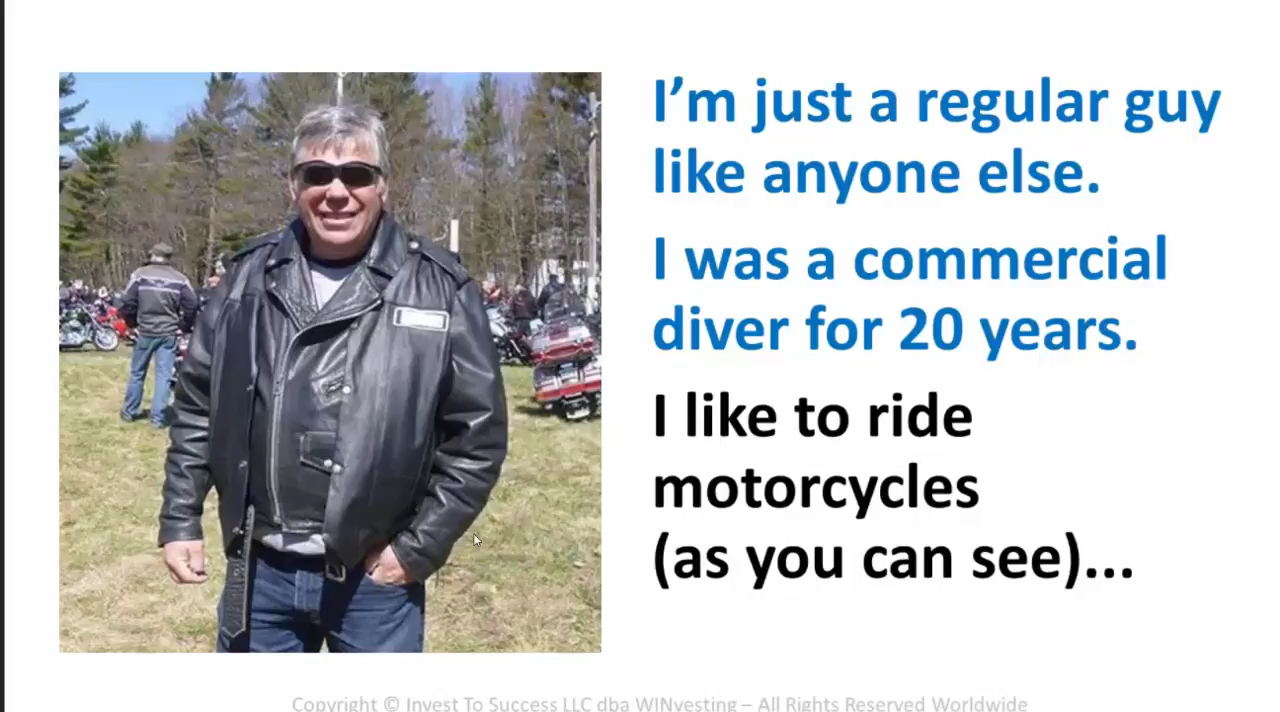 I’m just a regular guy
like anyone else.
I was a commercial
diver for 20 years.
I like to ride
motorcycles
(as you can see)...
Copyright © Invest To Success LLC dba WINvesting – All Rights Reserved Worldwide